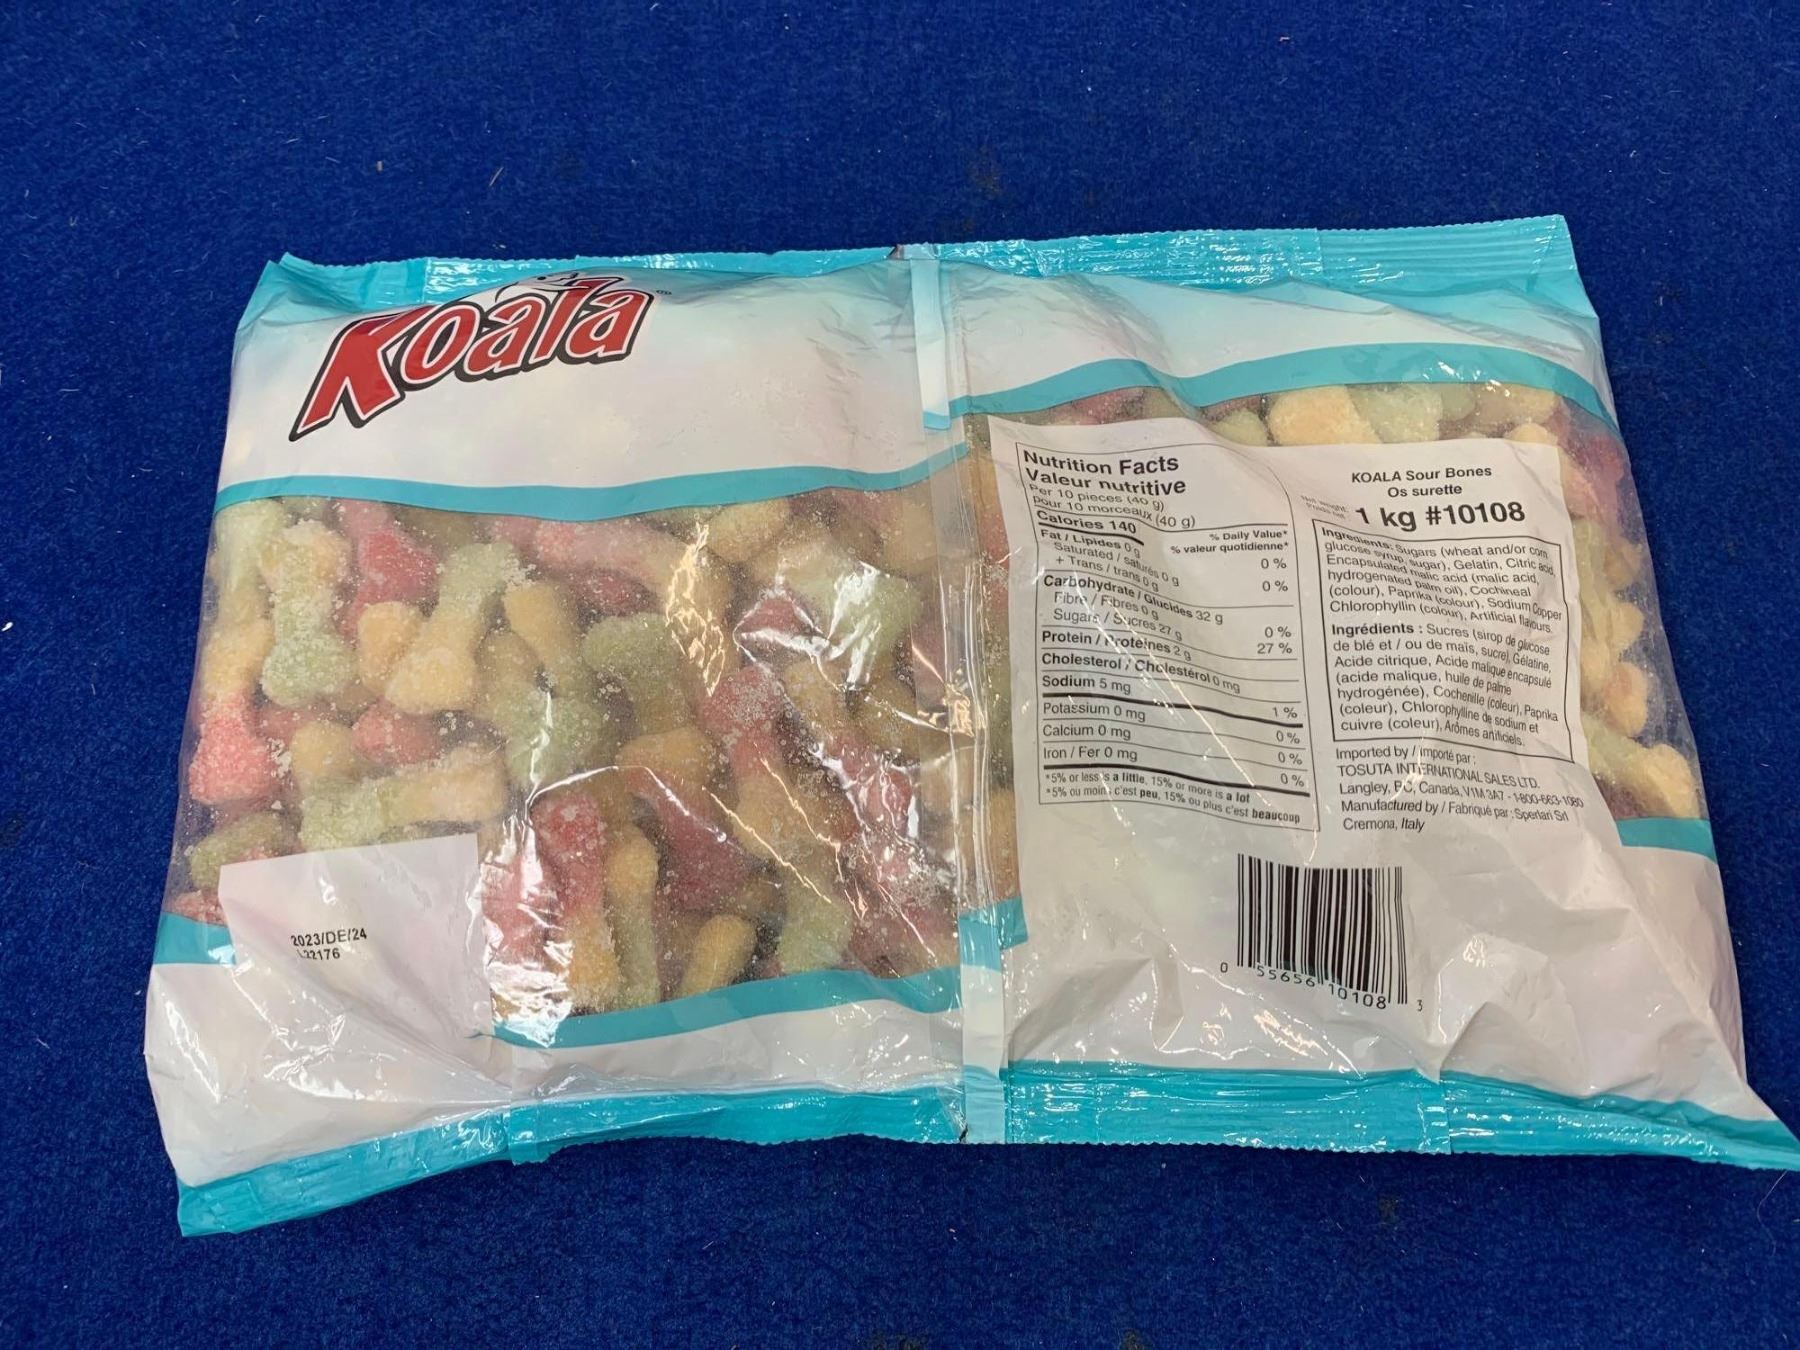 Koala
®
2023/DE/24
L22176
Nutrition Facts
Valeur nutritive
Per 10 pieces (40 g)
pour 10 morceaux (40 g)
Calories 140
% Daily Value*
% valeur quotidienne*
Fat / Lipides 0 g 0 %
Saturated / saturés 0 g
+ Trans / trans 0 g 0 %
Carbohydrate / Glucides 32 g
Fibre / Fibres 0 g 0 %
Sugars / Sucres 27 g 27 %
Protein / Protéines 2 g
Cholesterol / Cholestérol 0 mg
Sodium 5 mg 1 %
Potassium 0 mg 0 %
Calcium 0 mg 0 %
Iron / Fer 0 mg 0 %
*5% or less is a little, 15% or more is a lot
*5% ou moins c'est peu, 15% ou plus c'est beaucoup
KOALA Sour Bones
Os surette
Net weight
Poids net
1 kg #10108
Ingredients: Sugars (wheat and/or corn
glucose syrup, sugar), Gelatin, Citric acid,
Encapsulated malic acid (malic acid,
hydrogenated palm oil), Cochineal
(colour), Paprika (colour), Sodium Copper
Chlorophyllin (colour), Artificial flavours.
Ingrédients : Sucres (sirop de glucose
de blé et / ou de maïs, sucre), Gélatine,
Acide citrique, Acide malique encapsulé
(acide malique, huile de palme
hydrogénée), Cochenille (coleur), Paprika
(coleur), Chlorophylline de sodium et
cuivre (coleur), Arômes artificiels.
Imported by / importé par :
TOSUTA INTERNATIONAL SALES LTD.
Langley, BC, Canada, V1M 3A7 - 1-800-663-1080
Manufactured by / Fabriqué par : Sperlari Srl
Cremona, Italy
0 55656 10108 3